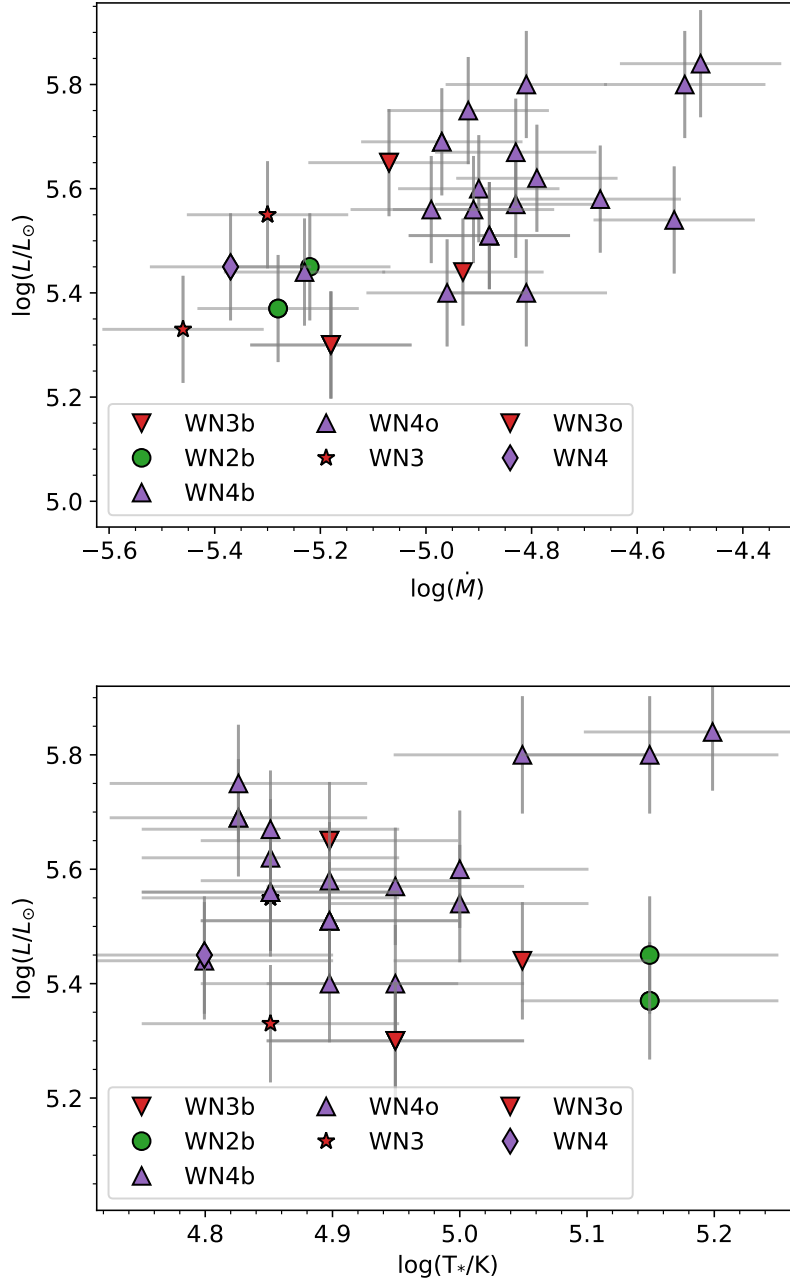 5.8
5.6
5.4
5.2
5.0
log(L/L⊙)
−5.6 −5.4 −5.2 −5.0 −4.8 −4.6 −4.4
log(Ṁ)
WN3b WN4o WN3o
WN2b WN3 WN4
WN4b
5.8
5.6
5.4
5.2
log(L/L⊙)
WN3b WN4o WN3o
WN2b WN3 WN4
WN4b
4.8 4.9 5.0 5.1 5.2
log(T*/K)